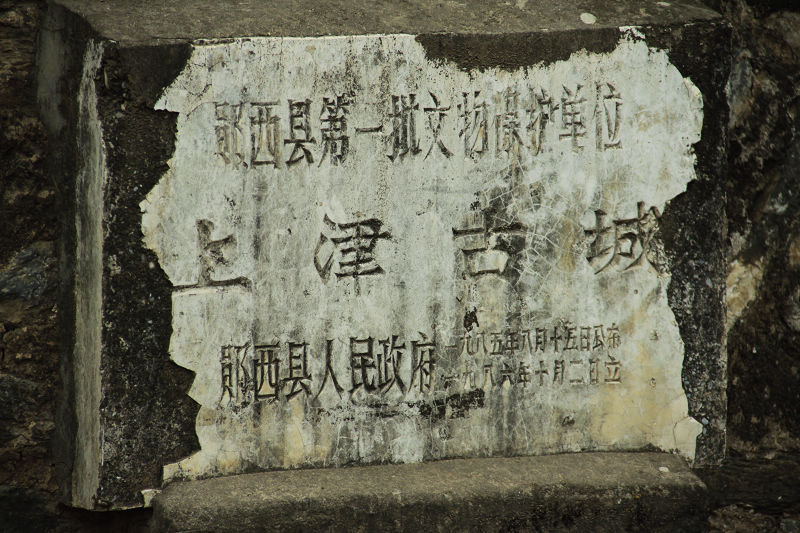 郧西县第一批文物保护单位
上津古城
郧西县人民政府
一九八五年八月十五日公布
一九八六年十月二日立